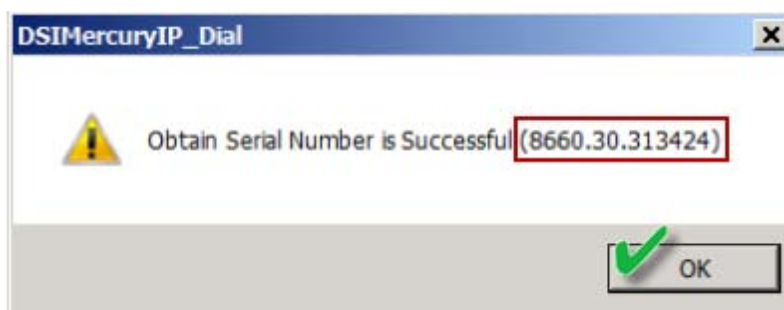 DSIMercuryIP_Dial
Obtain Serial Number is Successful (8660.30.313424)
OK